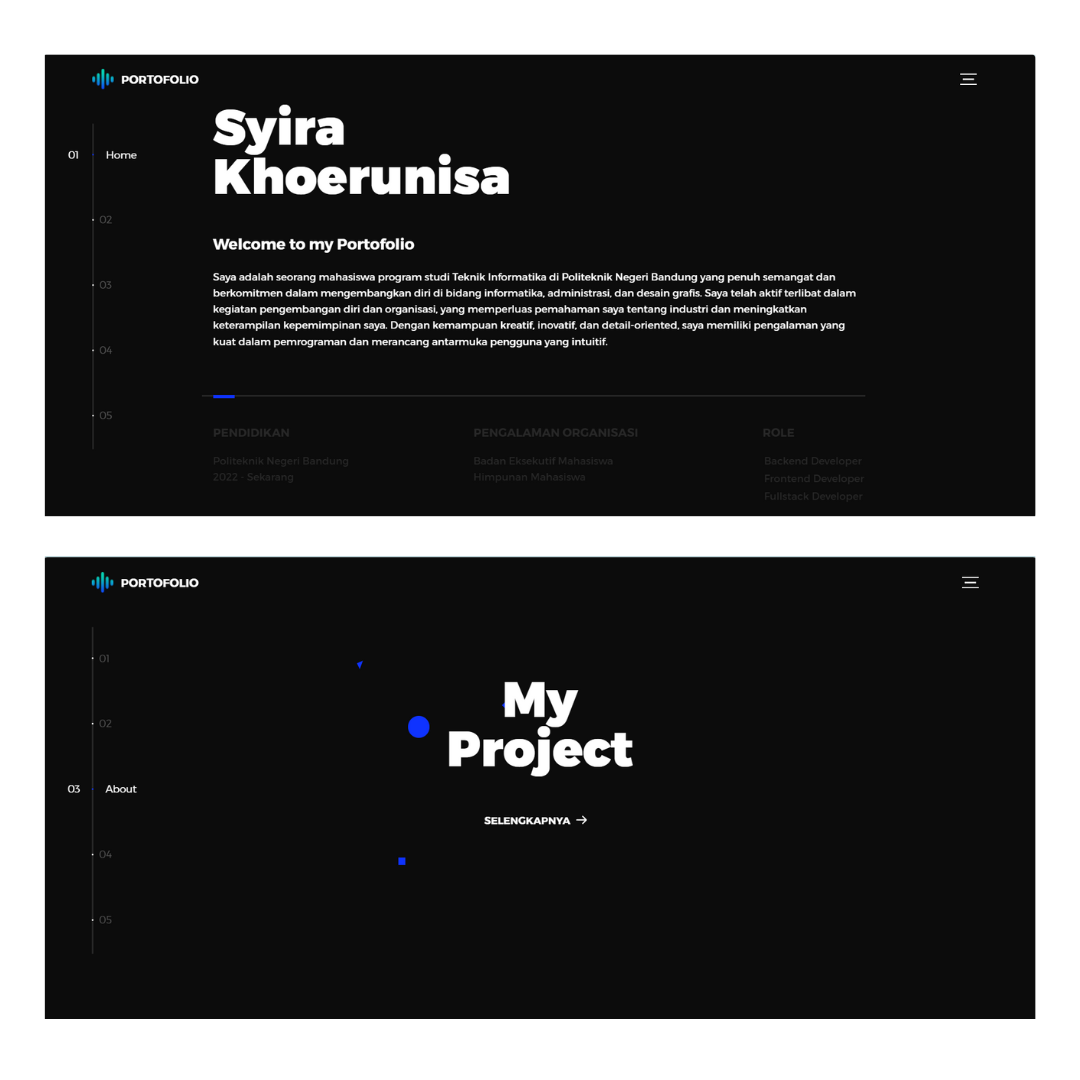 PORTOFOLIO
Syira
Khoerunisa
01 Home
02
Welcome to my Portofolio
Saya adalah seorang mahasiswa program studi Teknik Informatika di Politeknik Negeri Bandung yang penuh semangat dan
03
berkomitmen dalam mengembangkan diri di bidang informatika, administrasi, dan desain grafis. Saya telah aktif terlibat dalam
kegiatan pengembangan diri dan organisasi, yang memperluas pemahaman saya tentang industri dan meningkatkan
keterampilan kepemimpinan saya. Dengan kemampuan kreatif, inovatif, dan detail-oriented, saya memiliki pengalaman yang
kuat dalam pemrograman dan merancang antarmuka pengguna yang intuitif.
04
05
PENDIDIKAN
Politeknik Negeri Bandung
2022 - Sekarang
PENGALAMAN ORGANISASI
Badan Eksekutif Mahasiswa
Himpunan Mahasiswa
ROLE
Backend Developer
Frontend Developer
Fullstack Developer
PORTOFOLIO
01
02
03 About
04
05
My
Project
SELENGKAPNYA →